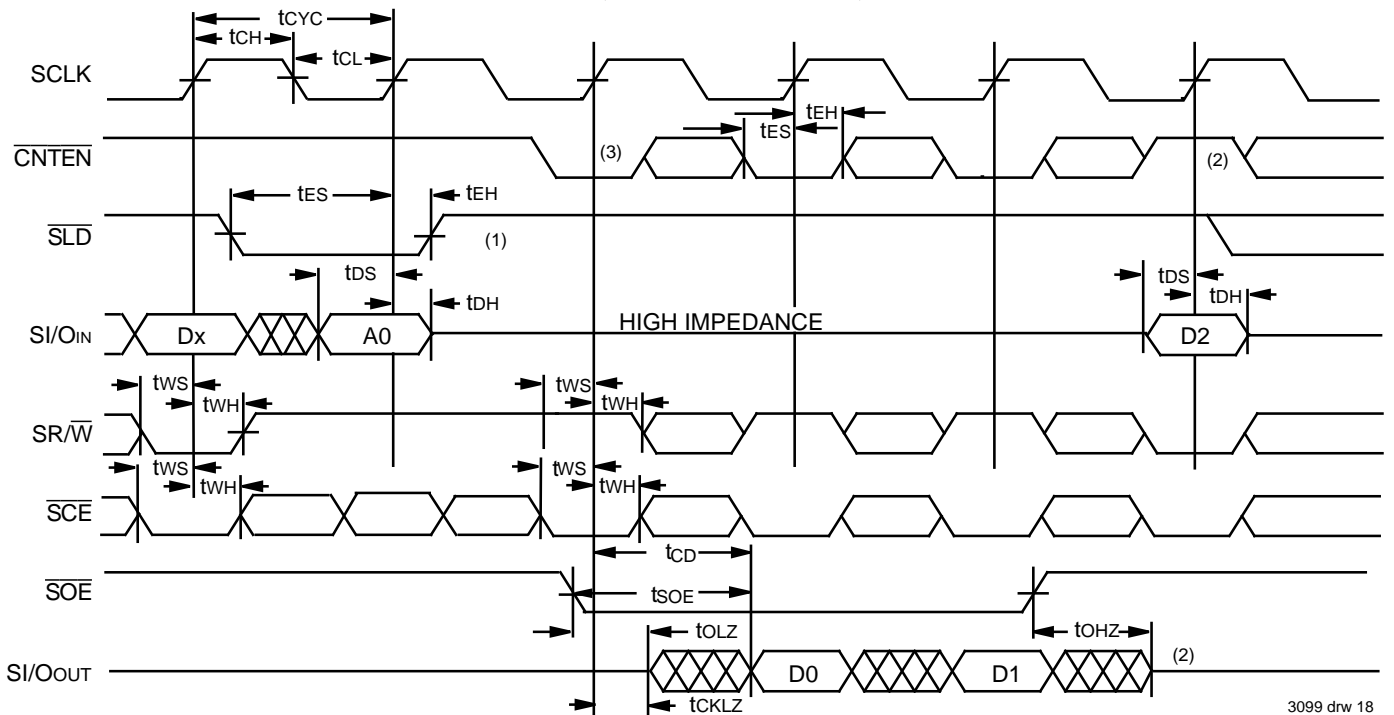 tCYC
tCH
tCL
SCLK
tEH
tES
CNTEN
(3)
(2)
tES
tEH
SLD
(1)
tDS
tDS
tDH
tDH
HIGH IMPEDANCE
SI/OIN
Dx
A0
D2
tWS
tWS
tWH
tWH
SR/W
tWS
tWS
tWH
tWH
SCE
tCD
SOE
tSOE
tOLZ
tOHZ
(2)
SI/OOUT
D0
D1
tCKLZ
3099 drw 18